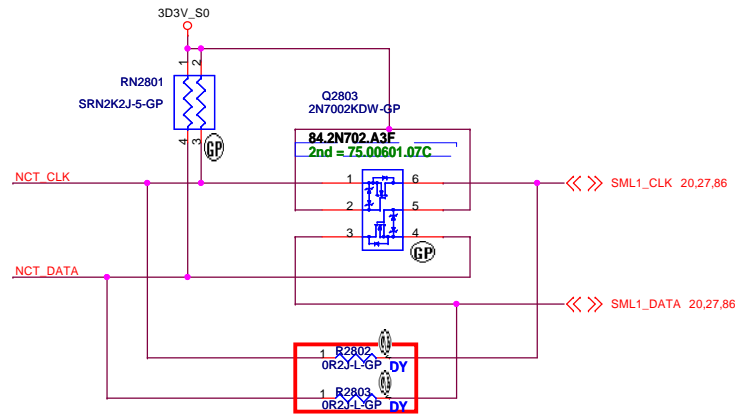 3D3V_S0
1
2
RN2801
SRN2K2J-5-GP
4
3
GP
Q2803
2N7002KDW-GP
84.2N702.A3F
2nd = 75.00601.07C
NCT_CLK
1
6
SML1_CLK 20,27,86
2
5
3
4
GP
NCT_DATA
SML1_DATA 20,27,86
1
R2802
0R2J-L-GP
DY
1
R2803
0R2J-L-GP
DY